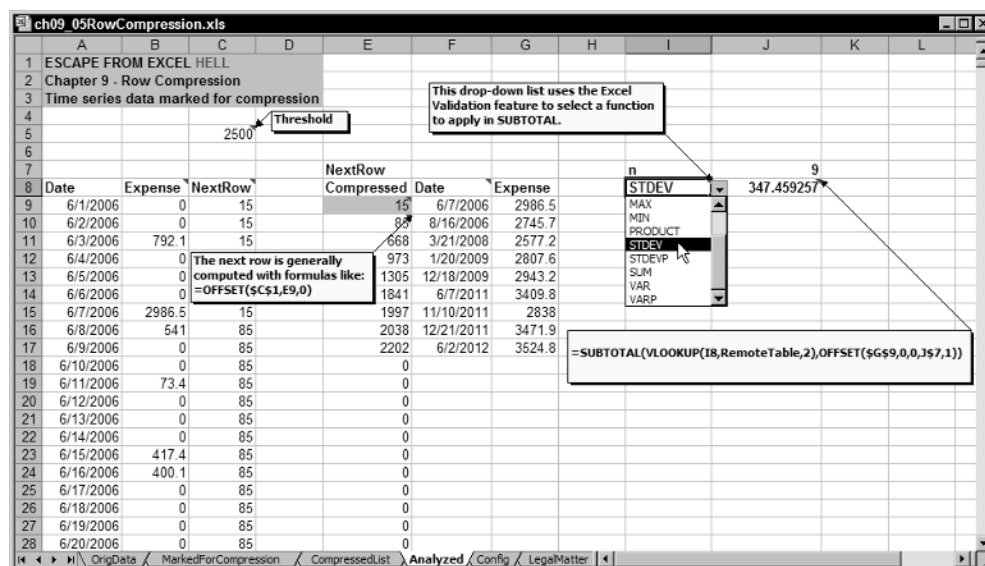 ch09_05RowCompression.xls
A B C D E F G H I J K L
1 ESCAPE FROM EXCEL HELL
2 Chapter 9 - Row Compression
3 Time series data marked for compression
This drop-down list uses the Excel
Validation feature to select a function
to apply in SUBTOTAL.
4
Threshold
5 2500
6
7 NextRow n 9
8 Date Expense NextRow Compressed Date Expense STDEV 347.459257
9 6/1/2006 0 15 15 6/7/2006 2986.5 MAX
10 6/2/2006 0 15 85 8/16/2006 2745.7 MIN
PRODUCT
11 6/3/2006 792.1 15 668 3/21/2008 2577.2 STDEV
12 6/4/2006 0 973 1/20/2009 2807.6 STDEVP
The next row is generally
computed with formulas like:
=OFFSET($C$1,E9,0)
13 6/5/2006 0 1305 12/18/2009 2943.2 SUM
VAR
14 6/6/2006 0 1841 6/7/2011 3409.8 VARP
15 6/7/2006 2986.5 15 1997 11/10/2011 2838
16 6/8/2006 541 85 2038 12/21/2011 3471.9
17 6/9/2006 0 85 2202 6/2/2012 3524.8
=SUBTOTAL(VLOOKUP(I8,RemoteTable,2),OFFSET($G$9,0,0,J$7,1))
18 6/10/2006 0 85 0
19 6/11/2006 73.4 85 0
20 6/12/2006 0 85 0
21 6/13/2006 0 85 0
22 6/14/2006 0 85 0
23 6/15/2006 417.4 85 0
24 6/16/2006 400.1 85 0
25 6/17/2006 0 85 0
26 6/18/2006 0 85 0
27 6/19/2006 0 85 0
28 6/20/2006 0 85 0
OrigData MarkedForCompression CompressedList Analyzed Config LegalMatter